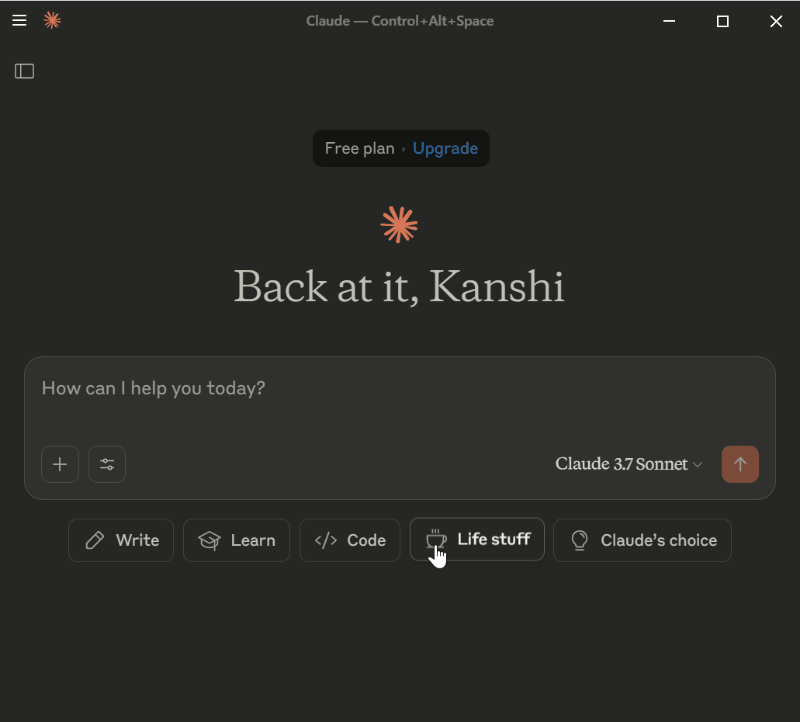 Claude — Control+Alt+Space
Free plan · Upgrade
Back at it, Kanshi
How can I help you today?
Claude 3.7 Sonnet
Write
Learn
</> Code
Life stuff
Claude's choice